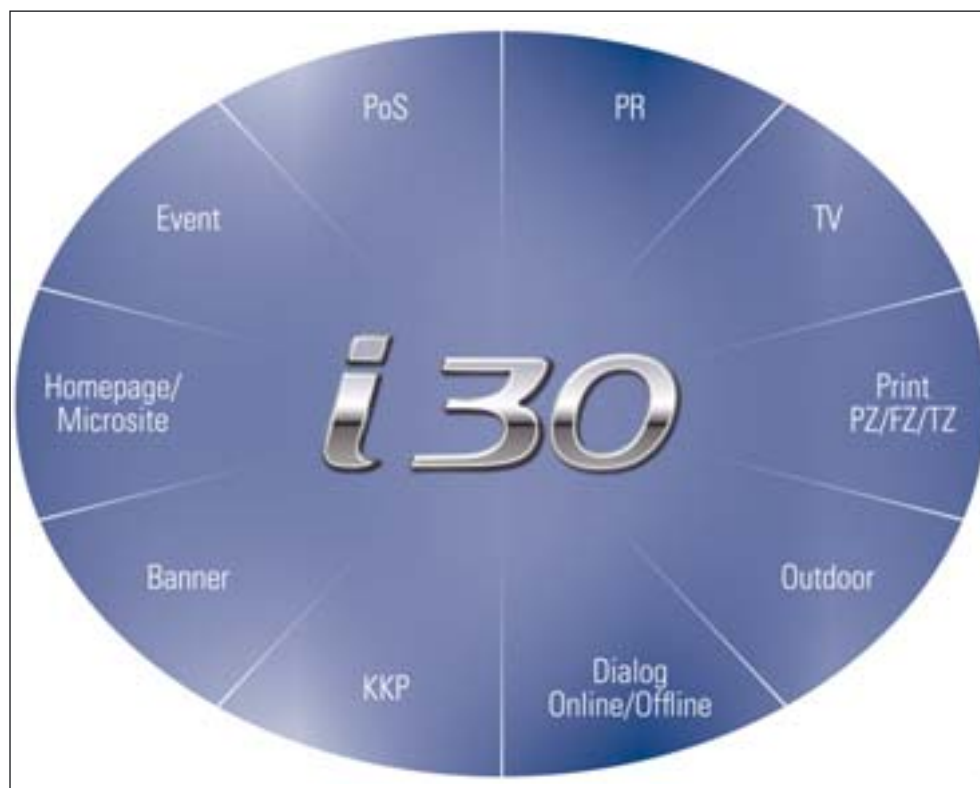 PoS
PR
Event
TV
Homepage/
Microsite
i30
Print
PZ/FZ/TZ
Banner
Outdoor
KKP
Dialog
Online/Offline